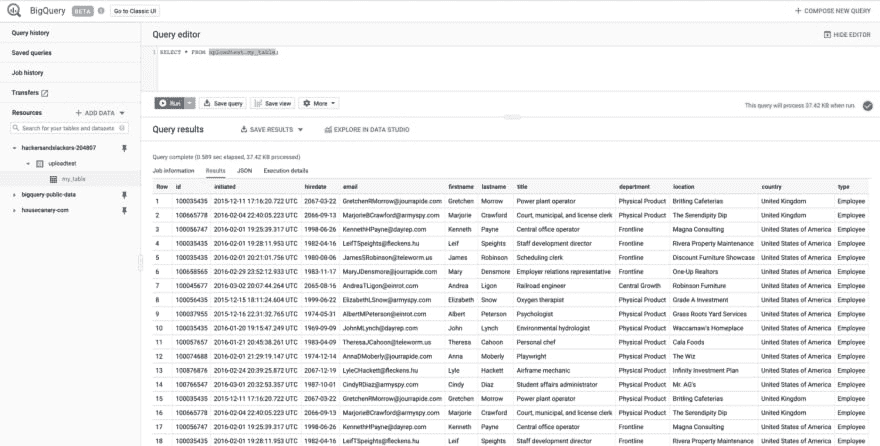 BigQuery BETA Go to Classic UI + COMPOSE NEW QUERY
Query history
Saved queries
Job history
Transfers
Resources + ADD DATA
Search for your tables and datasets
hackersandslackers-204807
uploadtest
my_table
bigquery-public-data
housecanary-com
Query editor HIDE EDITOR
1 SELECT * FROM uploadtest.my_table;
Run Save query Save view More This query will process 37.42 KB when run.
Query results SAVE RESULTS EXPLORE IN DATA STUDIO
Query complete (0.589 sec elapsed, 37.42 KB processed)
Job information Results JSON Execution details
Row id initiated hiredate email firstname lastname title department location country type
1 100035435 2015-12-11 17:16:20.722 UTC 2067-03-22 GretchenRMorrow@jourrapide.com Gretchen Morrow Power plant operator Physical Product Britling Cafeterias United Kingdom Employee
2 100665778 2016-02-04 22:40:05.223 UTC 2066-09-13 MarjorieBCrawford@armyspy.com Marjorie Crawford Court, municipal, and license clerk Physical Product The Serendipity Dip United States of America Employee
3 100056747 2016-02-01 19:25:39.317 UTC 1998-06-26 KennethHPayne@dayrep.com Kenneth Payne Central office operator Frontline Magna Consulting United States of America Employee
4 100035435 2016-02-01 19:28:11.953 UTC 1982-04-16 LeifTSpeights@fleckens.hu Leif Speights Staff development director Frontline Rivera Property Maintenance United States of America Employee
5 100035435 2016-02-01 20:21:01.756 UTC 1980-08-06 JamesSRobinson@teleworm.us James Robinson Scheduling clerk Frontline Discount Furniture Showcase United States of America Employee
6 100658565 2016-02-29 23:52:12.933 UTC 1983-11-17 MaryJDensmore@jourrapide.com Mary Densmore Employer relations representative Frontline One-Up Realtors United States of America Employee
7 100045677 2016-03-02 20:07:44.264 UTC 2065-08-16 AndreaTLigon@einrot.com Andrea Ligon Railroad engineer Central Growth Robinson Furniture United States of America Employee
8 100056435 2015-12-15 18:11:24.604 UTC 1999-06-22 ElizabethLSnow@armyspy.com Elizabeth Snow Oxygen therapist Physical Product Grade A Investment United States of America Employee
9 100037955 2015-12-16 22:31:32.765 UTC 1974-05-31 AlbertMPeterson@einrot.com Albert Peterson Psychologist Physical Product Grass Roots Yard Services United States of America Employee
10 100035435 2016-01-20 19:15:47.249 UTC 1969-09-09 JohnMLynch@dayrep.com John Lynch Environmental hydrologist Physical Product Waccamaw's Homeplace United States of America Employee
11 100057657 2016-01-21 20:45:38.261 UTC 1983-04-09 TheresaJCahoon@teleworm.us Theresa Cahoon Personal chef Physical Product Cala Foods United States of America Employee
12 100074688 2016-02-01 21:29:19.147 UTC 1974-12-14 AnnaDMoberly@jourrapide.com Anna Moberly Playwright Physical Product The Wiz United States of America Employee
13 100876876 2016-02-24 20:39:25.872 UTC 2067-12-19 LyleCHackett@fleckens.hu Lyle Hackett Airframe mechanic Physical Product Infinity Investment Plan United States of America Employee
14 100766547 2016-03-01 20:32:53.357 UTC 1987-10-01 CindyRDiaz@armyspy.com Cindy Diaz Student affairs administrator Physical Product Mr. AG's United States of America Employee
15 100035435 2015-12-11 17:16:20.722 UTC 2067-03-22 GretchenRMorrow@jourrapide.com Gretchen Morrow Power plant operator Physical Product Britling Cafeterias United Kingdom Employee
16 100665778 2016-02-04 22:40:05.223 UTC 2066-09-13 MarjorieBCrawford@armyspy.com Marjorie Crawford Court, municipal, and license clerk Physical Product The Serendipity Dip United States of America Employee
17 100056747 2016-02-01 19:25:39.317 UTC 1998-06-26 KennethHPayne@dayrep.com Kenneth Payne Central office operator Frontline Magna Consulting United States of America Employee
18 100035435 2016-02-01 19:28:11.953 UTC 1982-04-16 LeifTSpeights@fleckens.hu Leif Speights Staff development director Frontline Rivera Property Maintenance United States of America Employee